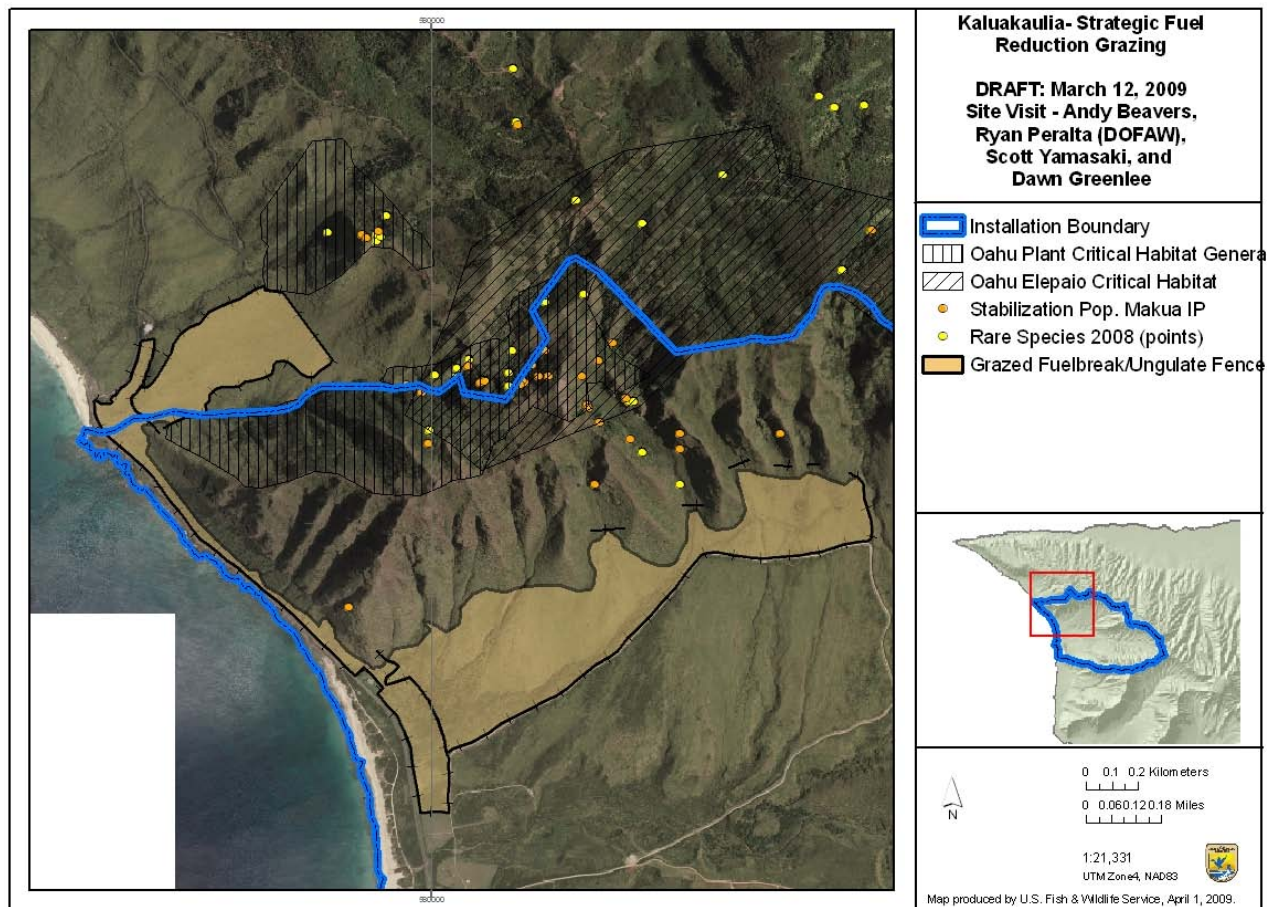 580000
Kaluakaulia- Strategic Fuel
Reduction Grazing
DRAFT: March 12, 2009
Site Visit - Andy Beavers,
Ryan Peralta (DOFAW),
Scott Yamasaki, and
Dawn Greenlee
Installation Boundary
Oahu Plant Critical Habitat Genera
Oahu Elepaio Critical Habitat
Stabilization Pop. Makua IP
Rare Species 2008 (points)
Grazed Fuelbreak/Ungulate Fence
0 0.1 0.2 Kilometers
0 0.060.120.18 Miles
N
1:21,331
UTM Zone4, NAD83
Map produced by U.S. Fish & Wildlife Service, April 1, 2009.
580000